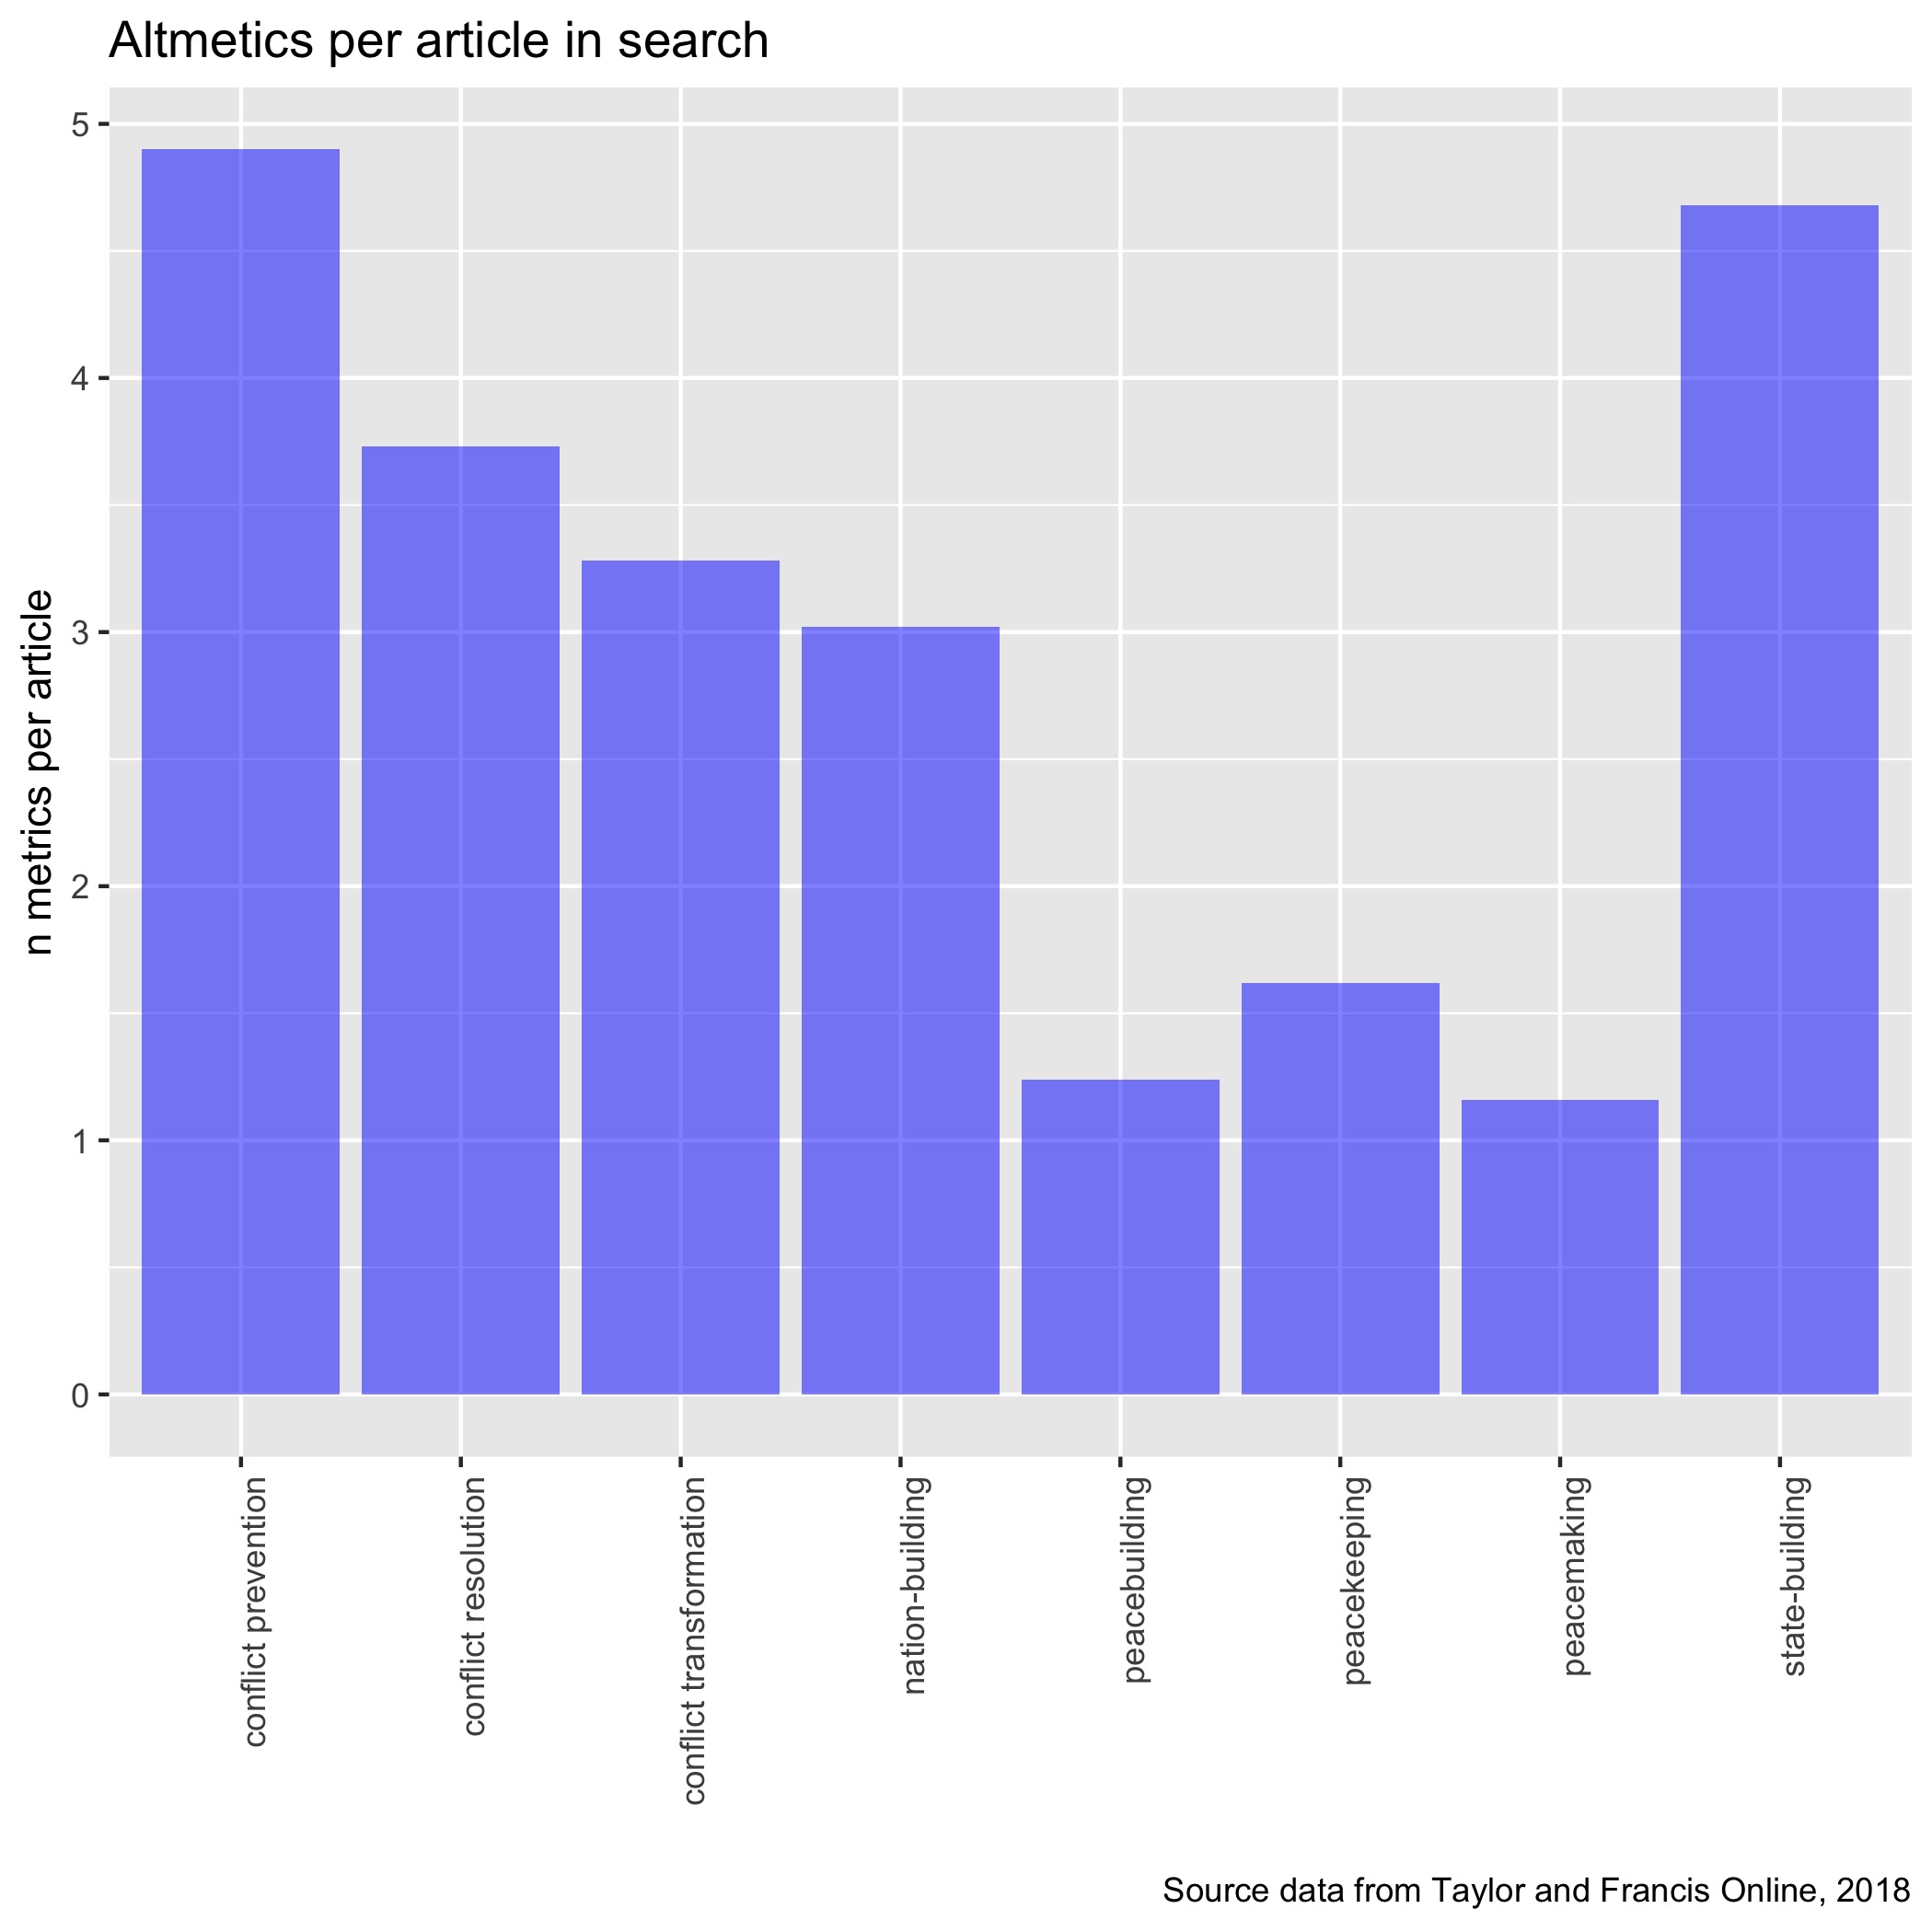 Altmetics per article in search
n metrics per article
5
4
3
2
1
0
conflict prevention
conflict resolution
conflict transformation
nation-building
peacebuilding
peacekeeping
peacemaking
state-building
Source data from Taylor and Francis Online, 2018